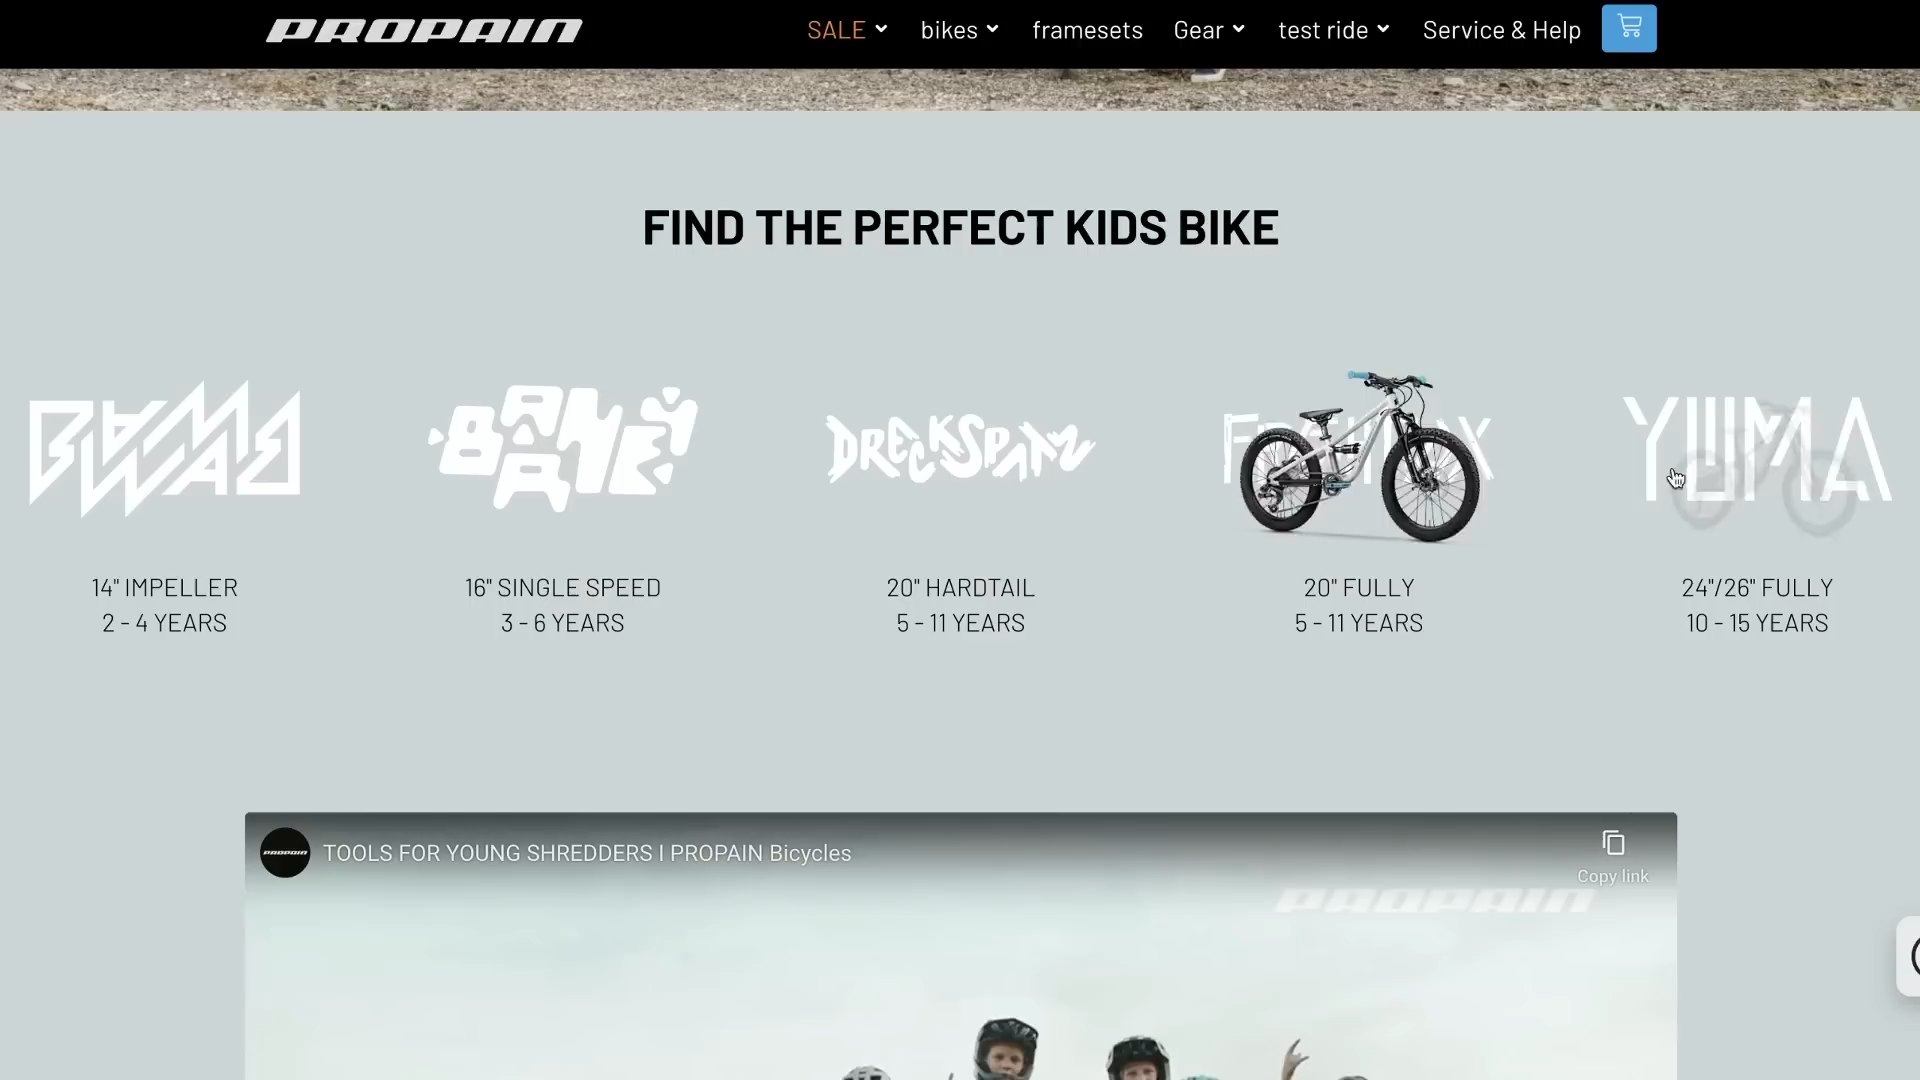 PROPAIN
SALE
bikes
framesets
Gear
test ride
Service & Help
FIND THE PERFECT KIDS BIKE
DRECKSPATZ
YUMA
14" IMPELLER
2 - 4 YEARS
16" SINGLE SPEED
3 - 6 YEARS
20" HARDTAIL
5 - 11 YEARS
20" FULLY
5 - 11 YEARS
24"/26" FULLY
10 - 15 YEARS
PROPAIN
TOOLS FOR YOUNG SHREDDERS I PROPAIN Bicycles
Copy link
PROPAIN